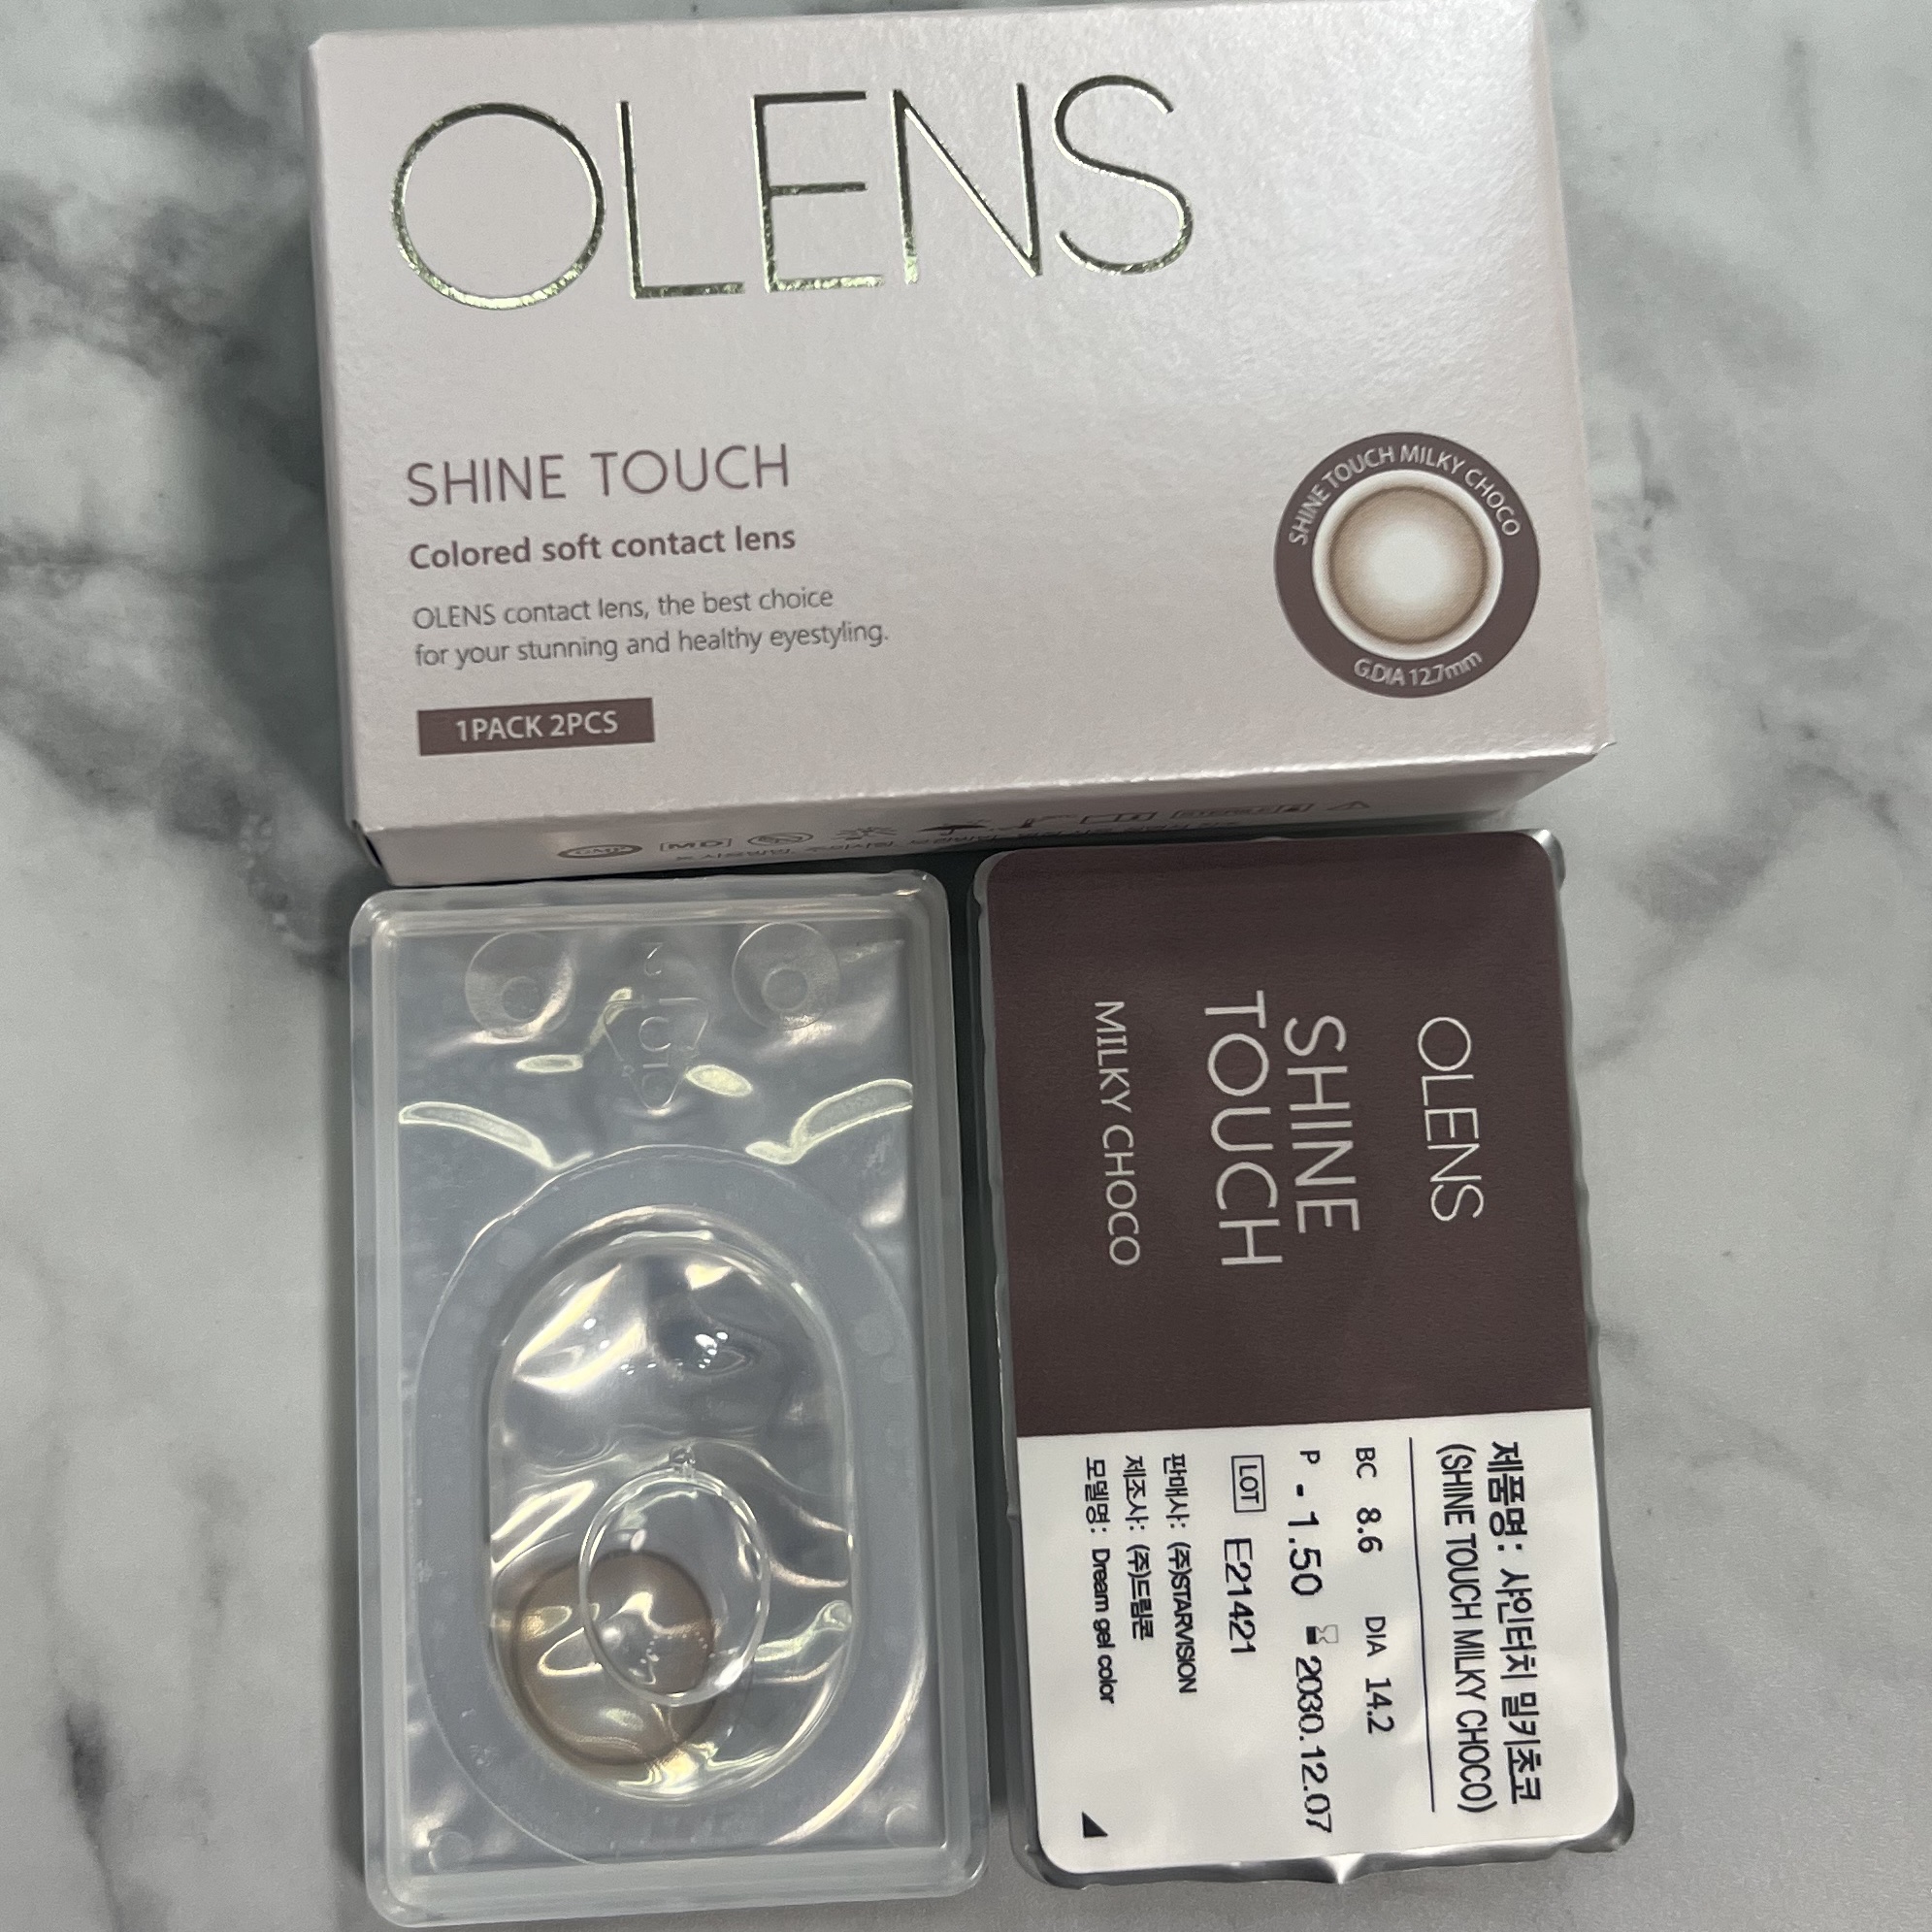 OLENS
SHINE TOUCH
Colored soft contact lens
OLENS contact lens, the best choice
for your stunning and healthy eyestyling.
1PACK 2PCS
SHINE TOUCH MILKY CHOCO
G.DIA 12.7mm
MD
OLENS
SHINE
TOUCH
MILKY CHOCO
제품명: 샤인터치 밀키초코
(SHINE TOUCH MILKY CHOCO)
BC 8.6 DIA 14.2
P - 1.50 2030.12.07
LOT E21421
판매사: (주)STARVISION
제조사: (주)드림콘
모델명: Dream gel color